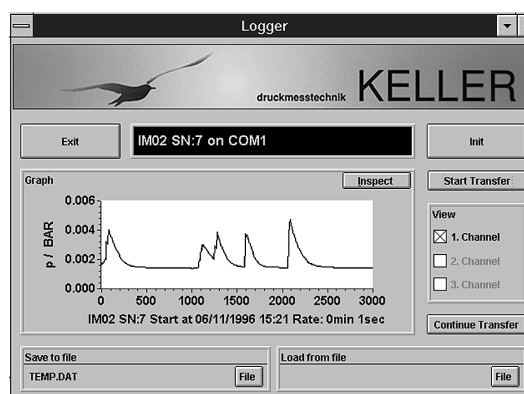 Logger
druckmesstechnik KELLER
Exit
IM02 SN:7 on COM1
Init
Graph
Inspect
Start Transfer
p / BAR
0.006
0.004
0.002
0.000
0 500 1000 1500 2000 2500 3000
IM02 SN:7 Start at 06/11/1996 15:21 Rate: 0min 1sec
View
1. Channel
2. Channel
3. Channel
Continue Transfer
Save to file
TEMP.DAT
File
Load from file
File